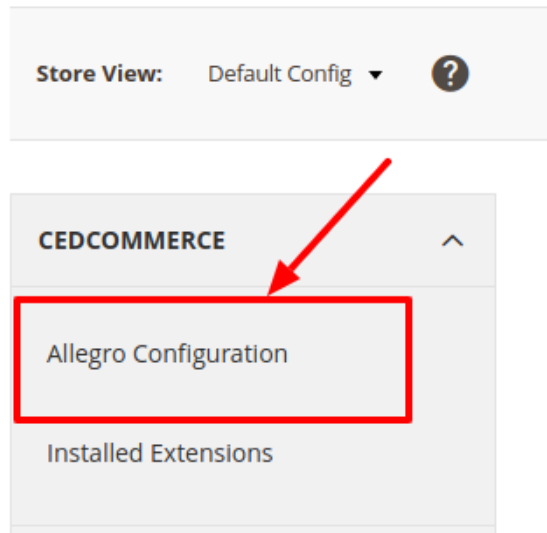 Store View: Default Config ?
CEDCOMMERCE
Allegro Configuration
Installed Extensions